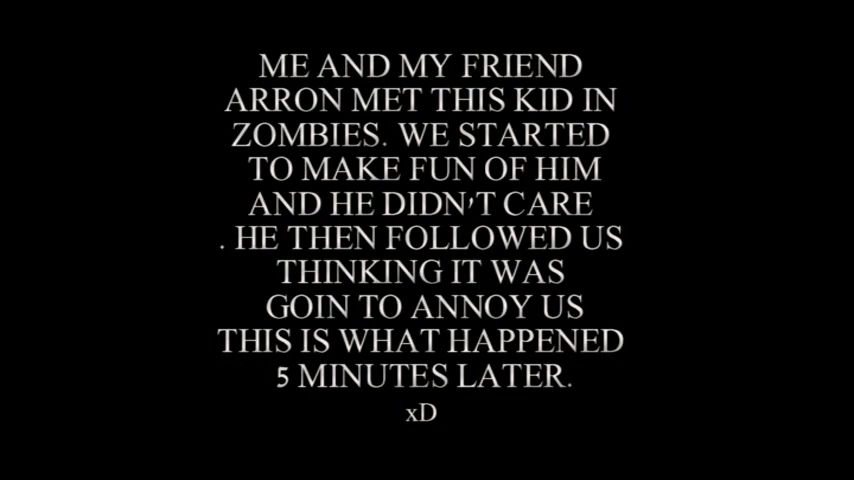 ME AND MY FRIEND
ARRON MET THIS KID IN
ZOMBIES. WE STARTED
TO MAKE FUN OF HIM
AND HE DIDN'T CARE
. HE THEN FOLLOWED US
THINKING IT WAS
GOIN TO ANNOY US
THIS IS WHAT HAPPENED
5 MINUTES LATER.
xD